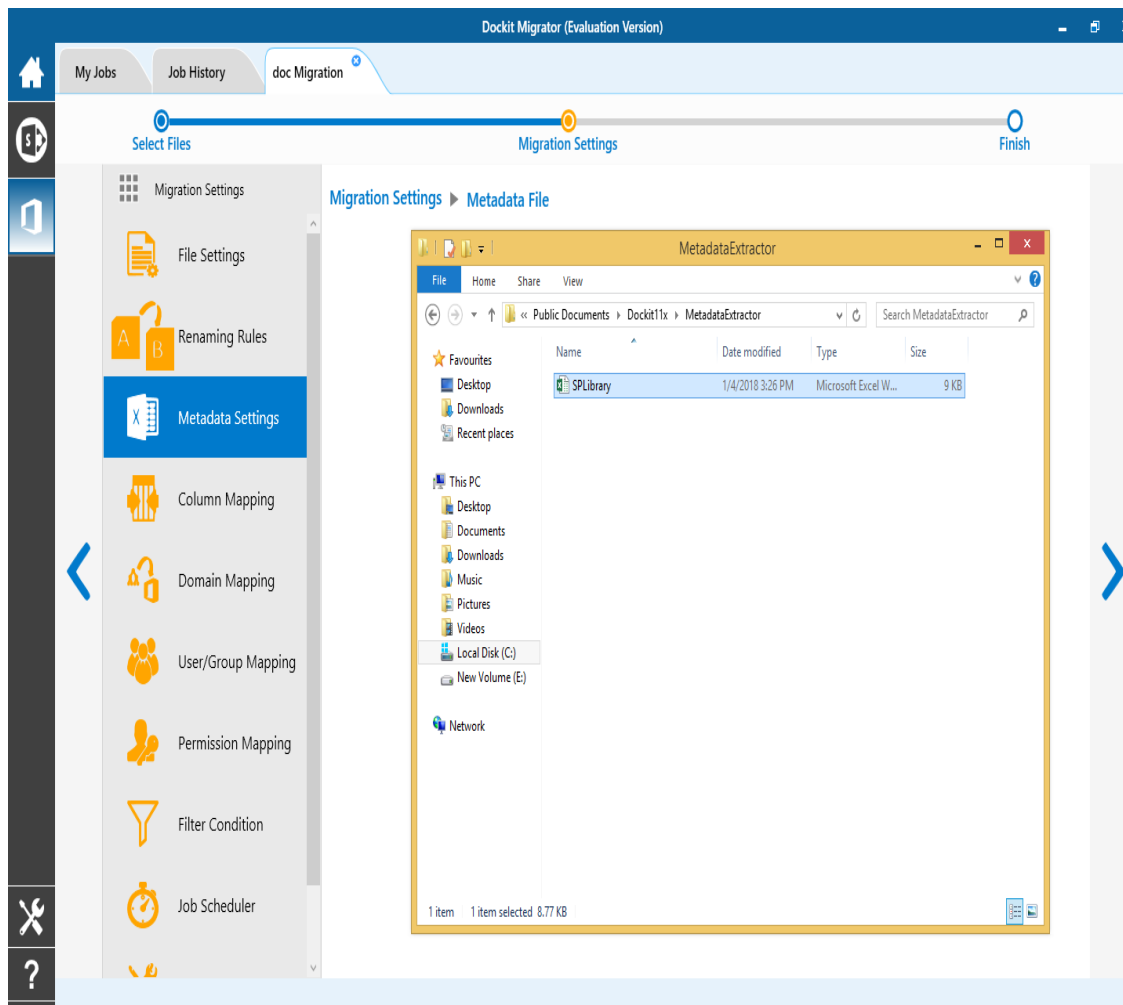 Dockit Migrator (Evaluation Version)
My Jobs
Job History
doc Migration
Select Files
Migration Settings
Finish
Migration Settings
File Settings
A
B
Renaming Rules
X
Metadata Settings
Column Mapping
Domain Mapping
User/Group Mapping
Permission Mapping
Filter Condition
Job Scheduler
Migration Settings Metadata File
MetadataExtractor
File Home Share View
« Public Documents Dockit11x MetadataExtractor
Search MetadataExtractor
Favourites
Desktop
Downloads
Recent places
This PC
Desktop
Documents
Downloads
Music
Pictures
Videos
Local Disk (C:)
New Volume (E:)
Network
Name Date modified Type Size
SPLibrary 1/4/2018 3:26 PM Microsoft Excel W... 9 KB
1 item 1 item selected 8.77 KB
S
?